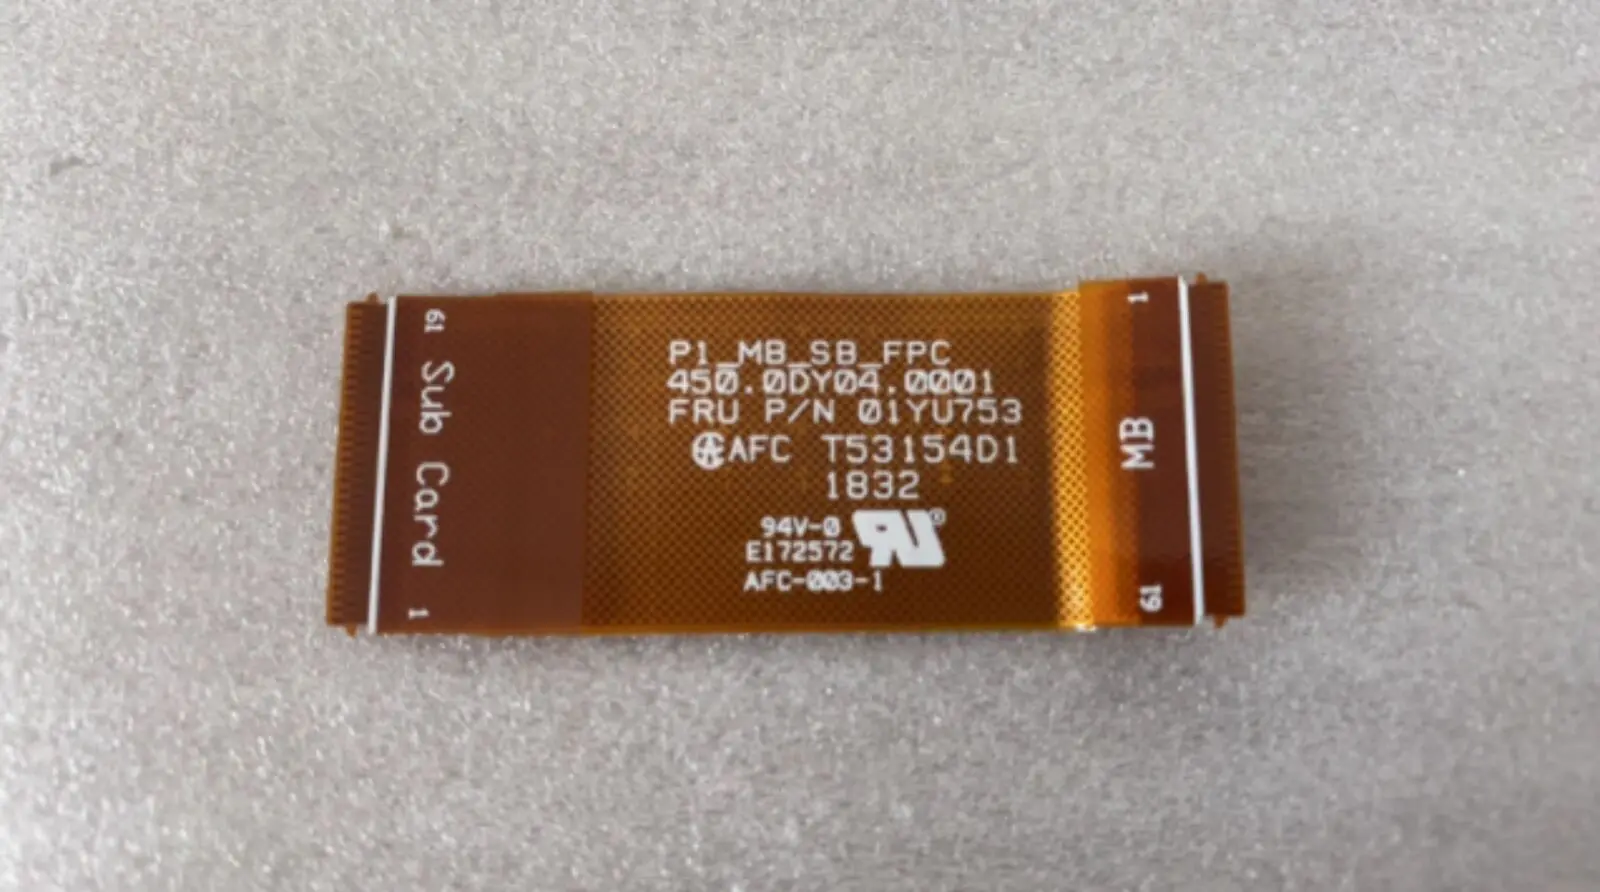 61 Sub Card 1
P1_MB_SB_FPC
450.0DY04.0001
FRU P/N 01YU753
AFC T53154D1
1832
94V-0
E172572
AFC-003-1
RU®
1 MB 61